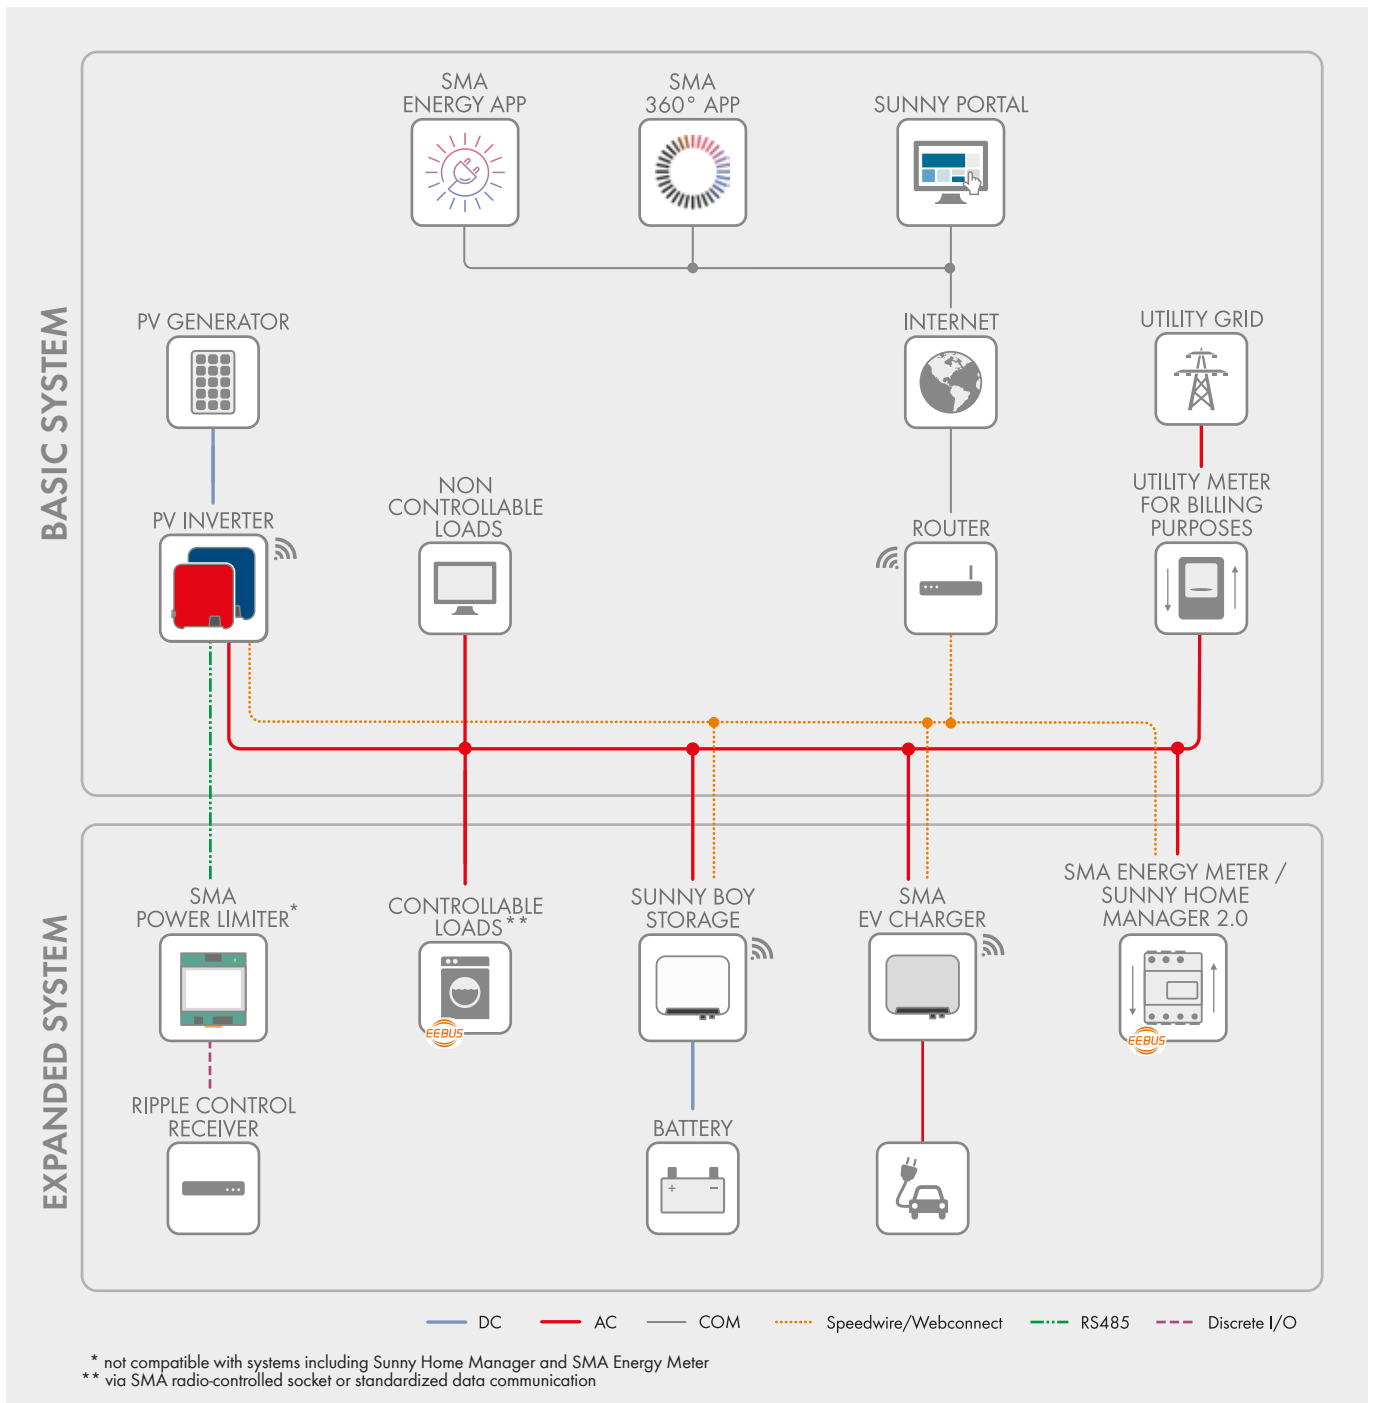 SMA
ENERGY APP
SMA
360° APP
SUNNY PORTAL
BASIC SYSTEM
PV GENERATOR
INTERNET
UTILITY GRID
PV INVERTER
NON
CONTROLLABLE
LOADS
ROUTER
UTILITY METER
FOR BILLING
PURPOSES
EXPANDED SYSTEM
SMA
POWER LIMITER*
CONTROLLABLE
LOADS**
EEBUS
SUNNY BOY
STORAGE
SMA
EV CHARGER
SMA ENERGY METER /
SUNNY HOME
MANAGER 2.0
EEBUS
RIPPLE CONTROL
RECEIVER
BATTERY
+ −
DC AC COM Speedwire/Webconnect RS485 Discrete I/O
* not compatible with systems including Sunny Home Manager and SMA Energy Meter
** via SMA radio-controlled socket or standardized data communication